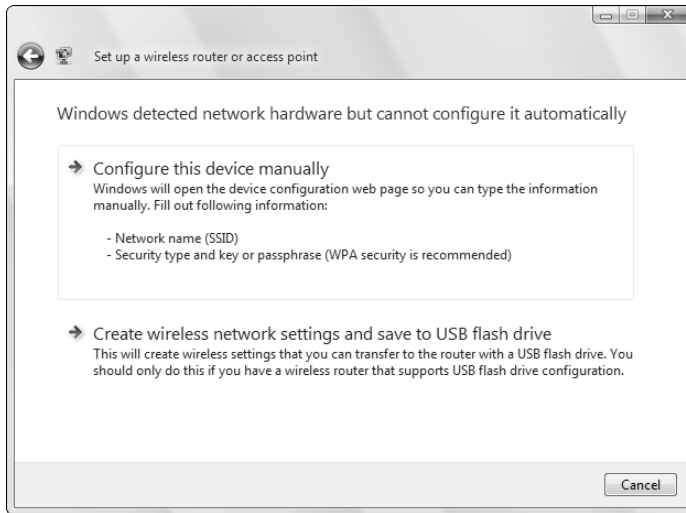 Set up a wireless router or access point
Windows detected network hardware but cannot configure it automatically
Configure this device manually
Windows will open the device configuration web page so you can type the information
manually. Fill out following information:
- Network name (SSID)
- Security type and key or passphrase (WPA security is recommended)
Create wireless network settings and save to USB flash drive
This will create wireless settings that you can transfer to the router with a USB flash drive. You
should only do this if you have a wireless router that supports USB flash drive configuration.
Cancel